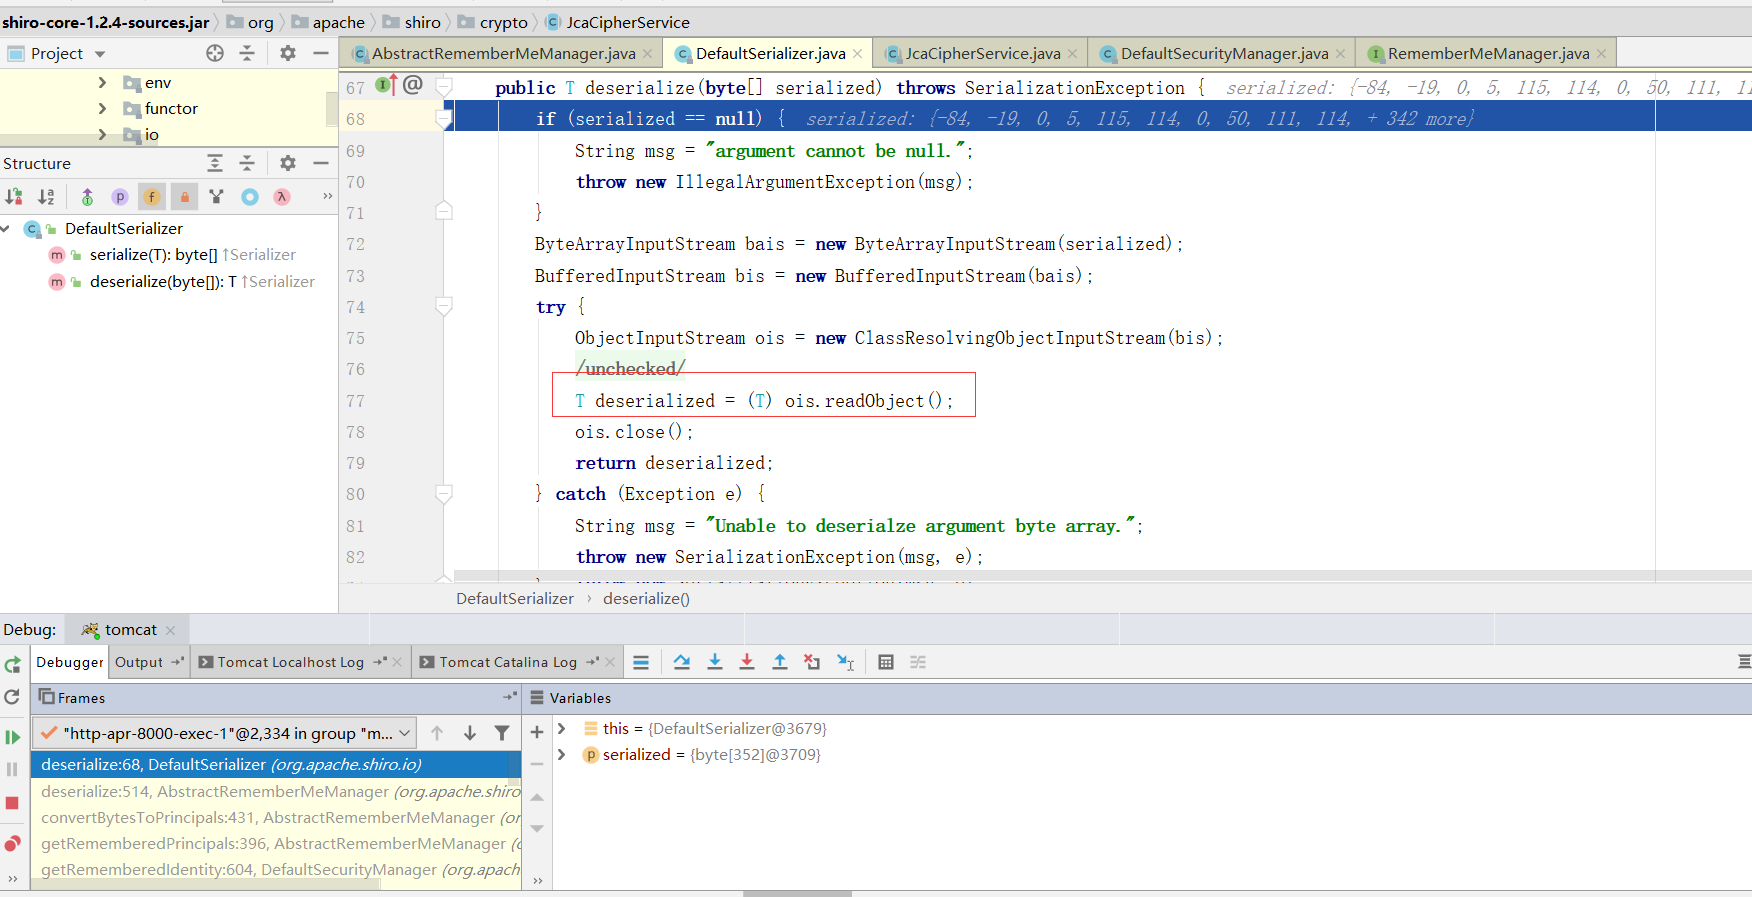 shiro-core-1.2.4-sources.jar org apache shiro crypto JcaCipherService
Project
AbstractRememberMeManager.java DefaultSerializer.java JcaCipherService.java DefaultSecurityManager.java RememberMeManager.java
env
functor
io
Structure
DefaultSerializer
serialize(T): byte[] ↑Serializer
deserialize(byte[]): T ↑Serializer
67 public T deserialize(byte[] serialized) throws SerializationException { serialized: {-84, -19, 0, 5, 115, 114, 0, 50, 111, 11
68 if (serialized == null) { serialized: {-84, -19, 0, 5, 115, 114, 0, 50, 111, 114, + 342 more}
69 String msg = "argument cannot be null.";
70 throw new IllegalArgumentException(msg);
71 }
72 ByteArrayInputStream bais = new ByteArrayInputStream(serialized);
73 BufferedInputStream bis = new BufferedInputStream(bais);
74 try {
75 ObjectInputStream ois = new ClassResolvingObjectInputStream(bis);
76 /unchecked/
77 T deserialized = (T) ois.readObject();
78 ois.close();
79 return deserialized;
80 } catch (Exception e) {
81 String msg = "Unable to deserialze argument byte array.";
82 throw new SerializationException(msg, e);
DefaultSerializer › deserialize()
Debug: tomcat
Debugger Output Tomcat Localhost Log Tomcat Catalina Log
Frames
Variables
"http-apr-8000-exec-1"@2,334 in group "m...
deserialize:68, DefaultSerializer (org.apache.shiro.io)
deserialize:514, AbstractRememberMeManager (org.apache.shiro
convertBytesToPrincipals:431, AbstractRememberMeManager (or
getRememberedPrincipals:396, AbstractRememberMeManager (o
getRememberedIdentity:604, DefaultSecurityManager (org.apach
this = {DefaultSerializer@3679}
serialized = {byte[352]@3709}